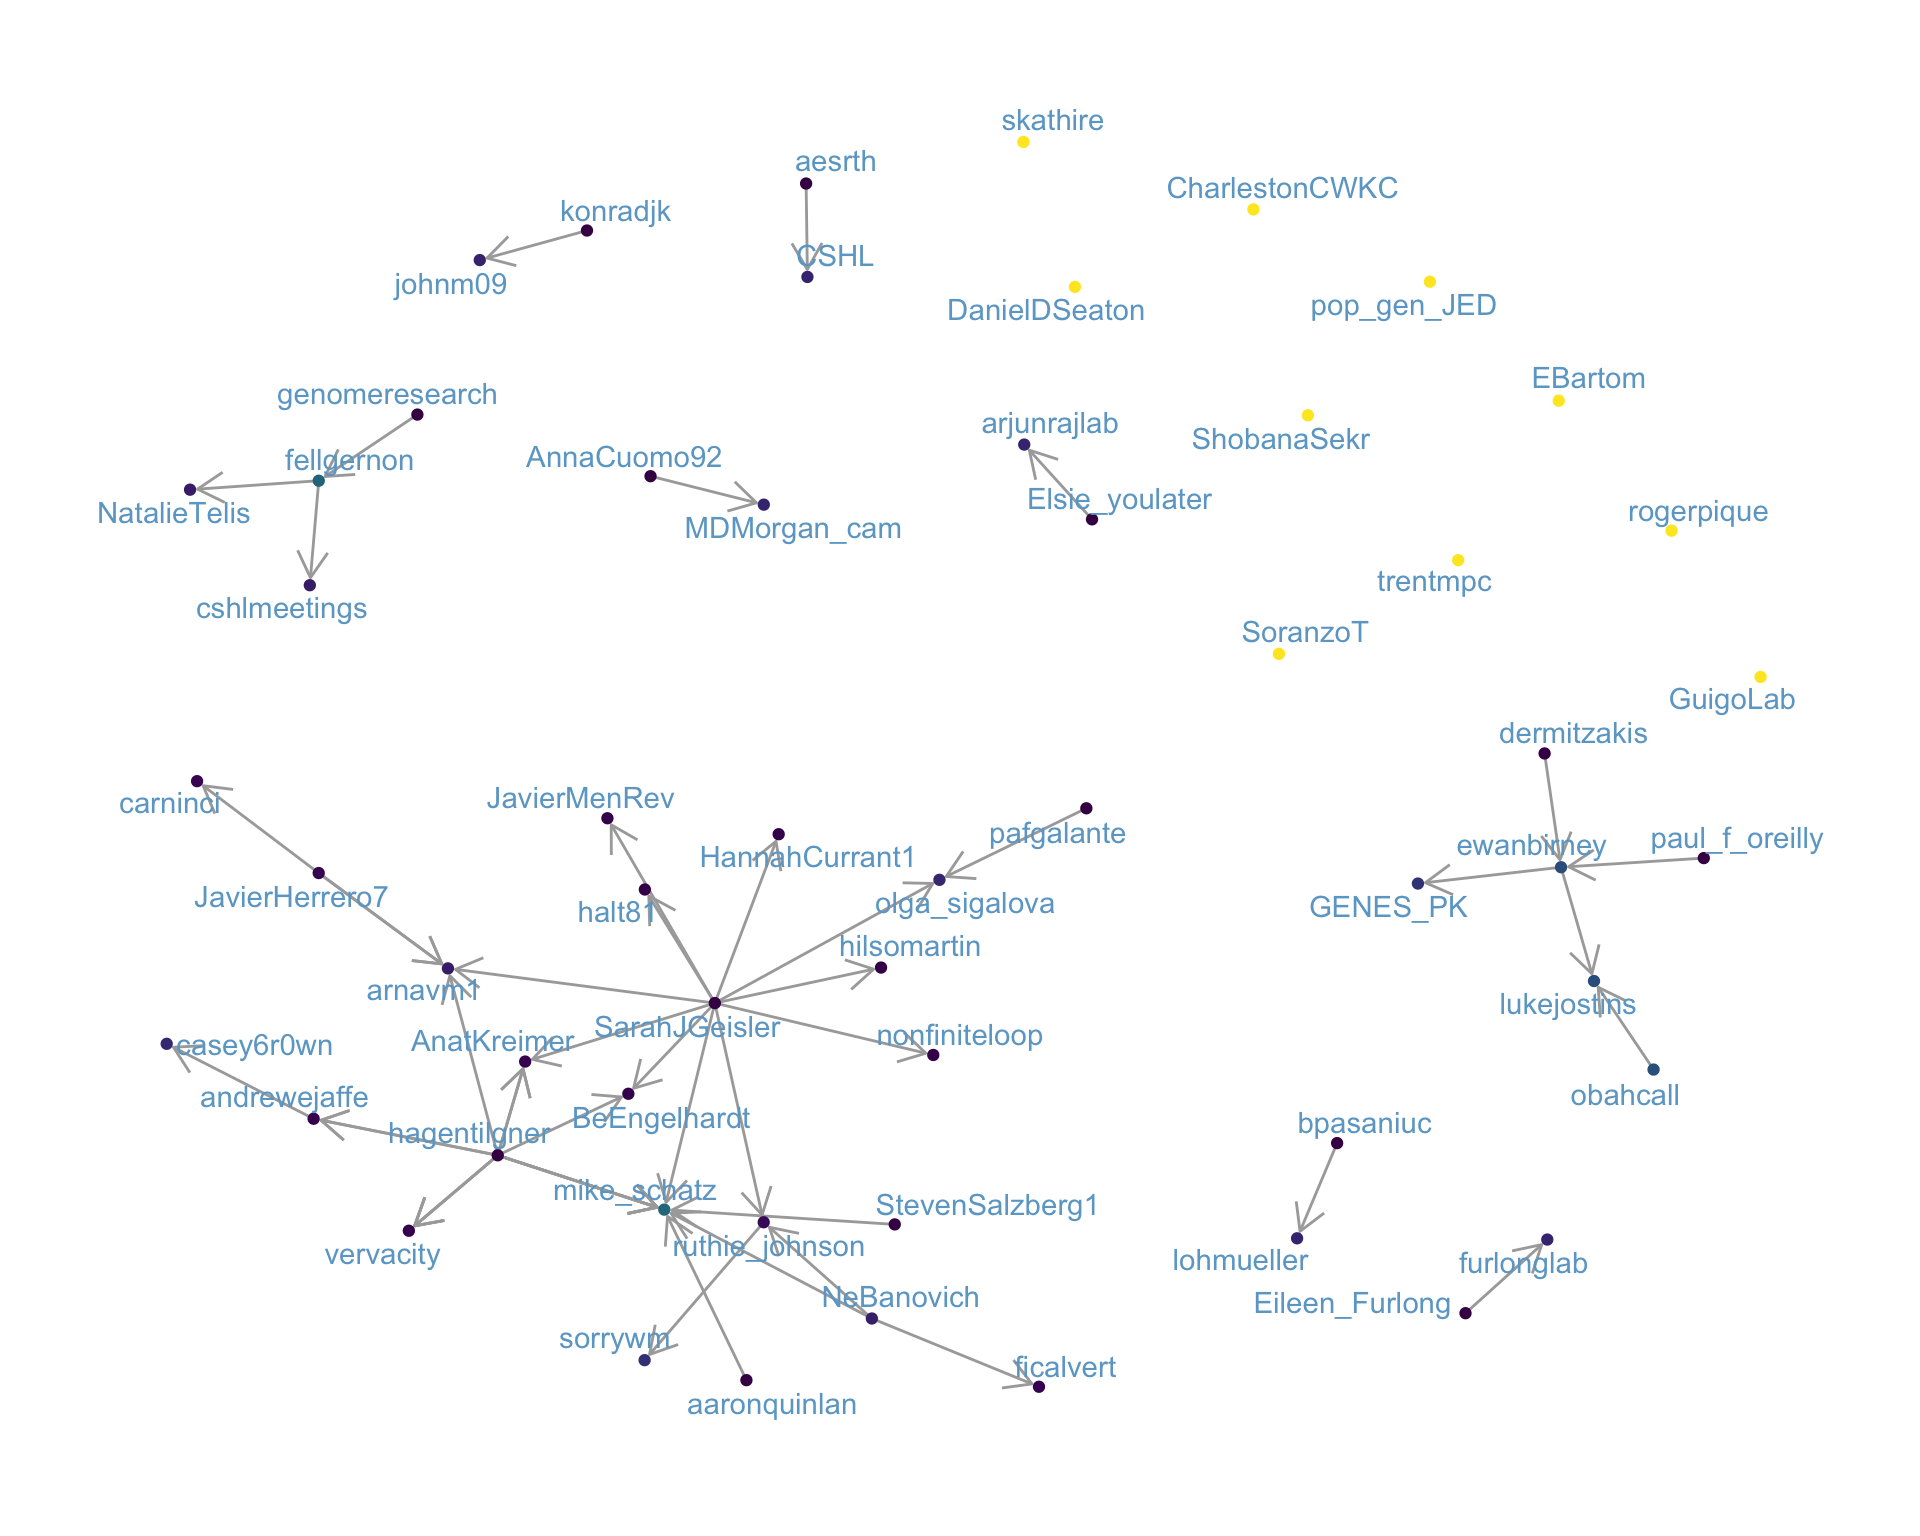 skathire
aesrth
CharlestonCWKC
konradjk
CSHL
johnm09
DanielDSeaton
pop_gen_JED
EBartom
genomeresearch
arjunrajlab
ShobanaSekr
fellgernon
AnnaCuomo92
Elsie_youlater
NatalieTelis
MDMorgan_cam
rogerpique
trentmpc
cshlmeetings
SoranzoT
GuigoLab
dermitzakis
JavierMenRev
carninci
pafgalante
ewanbirney
paul_f_oreilly
HannahCurrant1
JavierHerrero7
halt81
olga_sigalova
GENES_PK
hilsomartin
arnavm1
lukejostins
SarahJGeisler
nonfiniteloop
casey6r0wn
AnatKreimer
andrewejaffe
obahcall
BeEngelhardt
bpasaniuc
hagentilgner
mike_schatz
StevenSalzberg1
vervacity
ruthie_johnson
lohmueller
furlonglab
NeBanovich
Eileen_Furlong
sorrywm
ficalvert
aaronquinlan